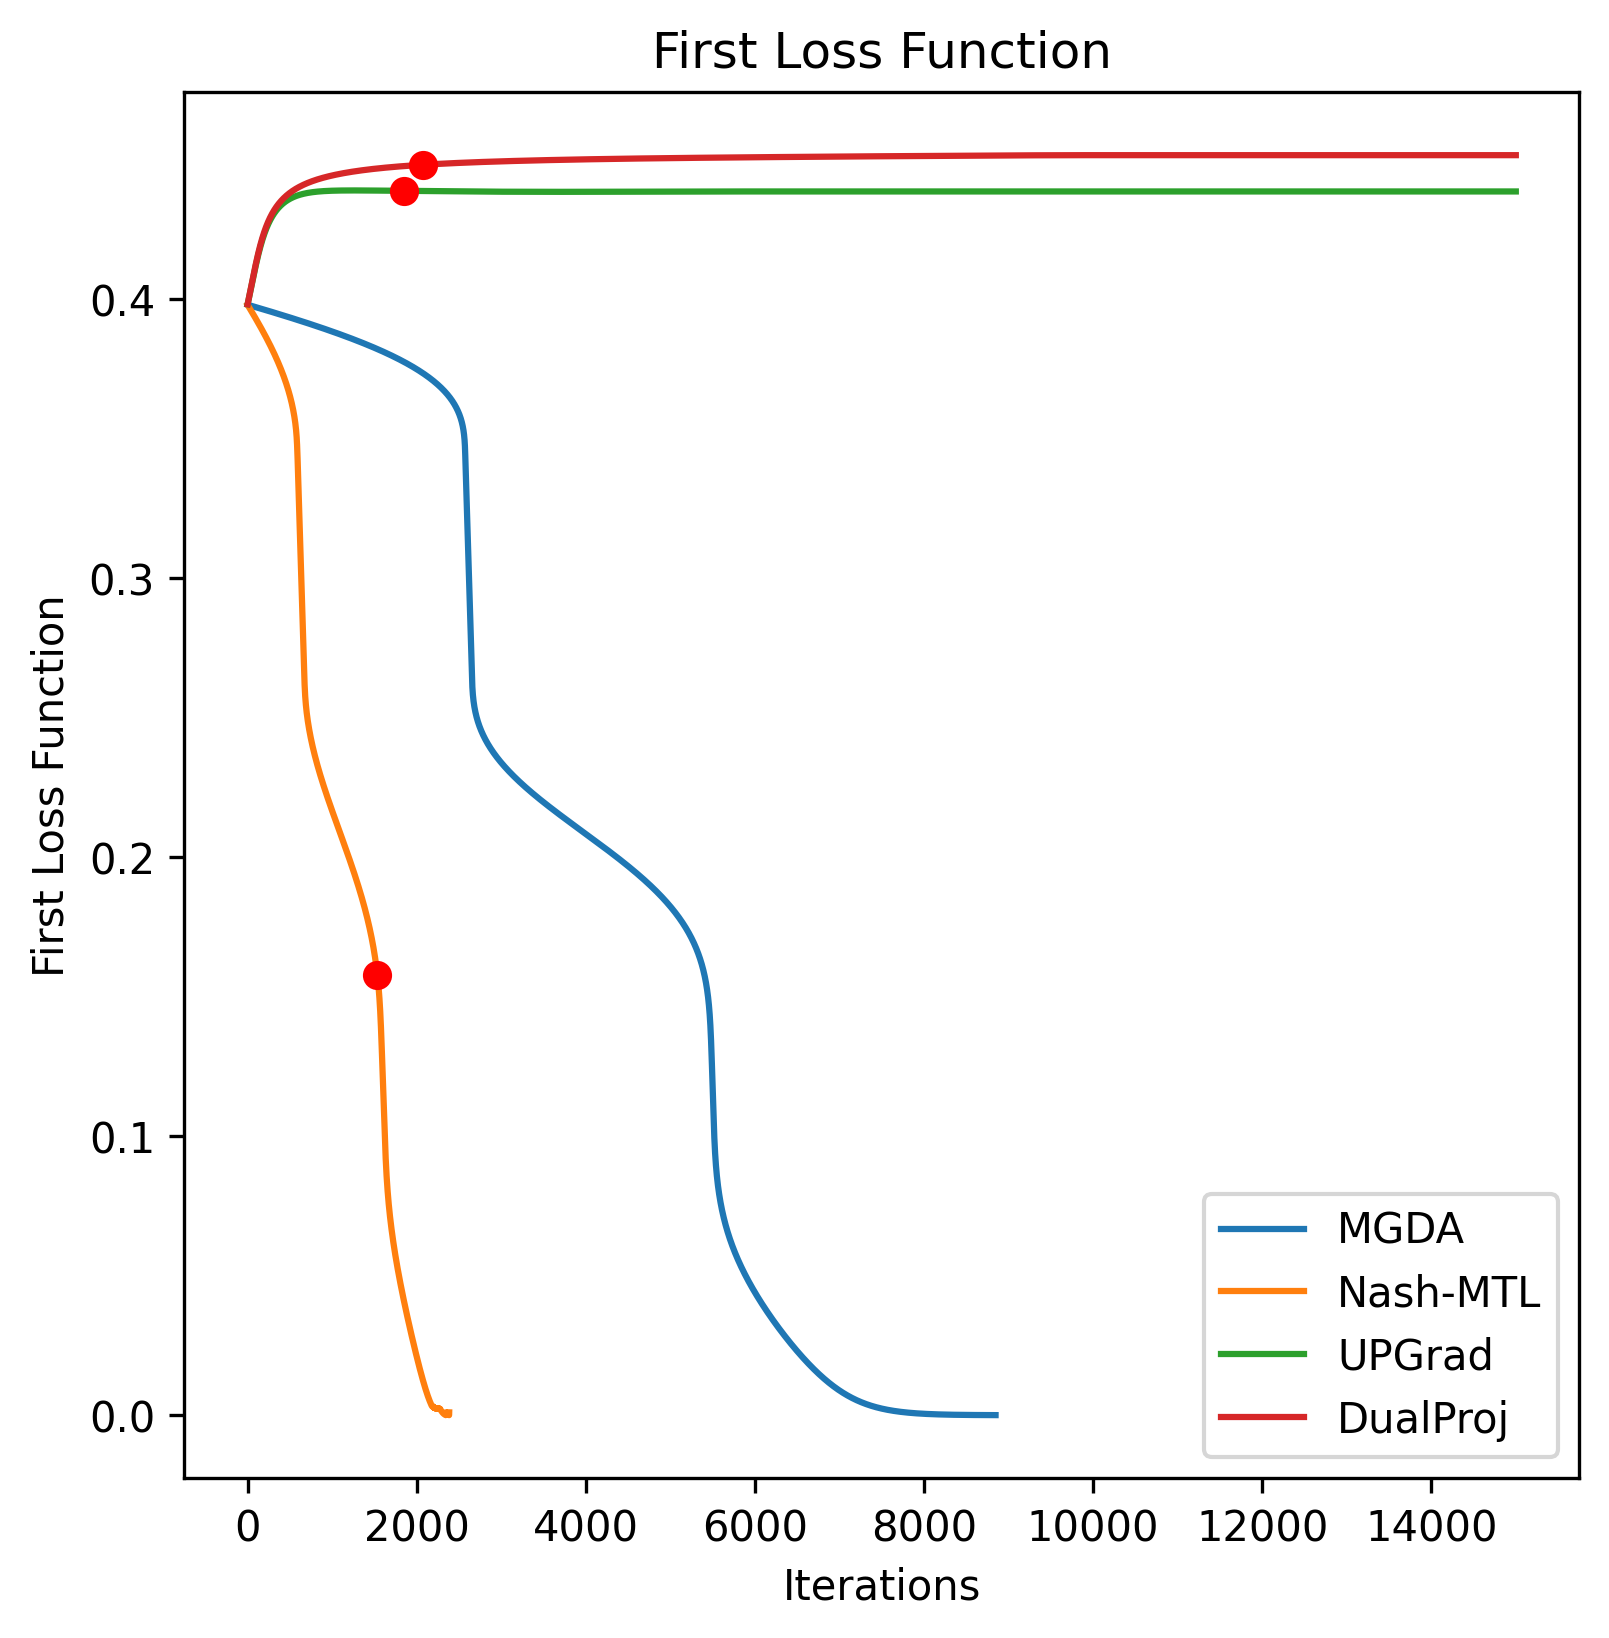 First Loss Function
First Loss Function
0.4
0.3
0.2
0.1
0.0
0 2000 4000 6000 8000 10000 12000 14000
Iterations
MGDA
Nash-MTL
UPGrad
DualProj